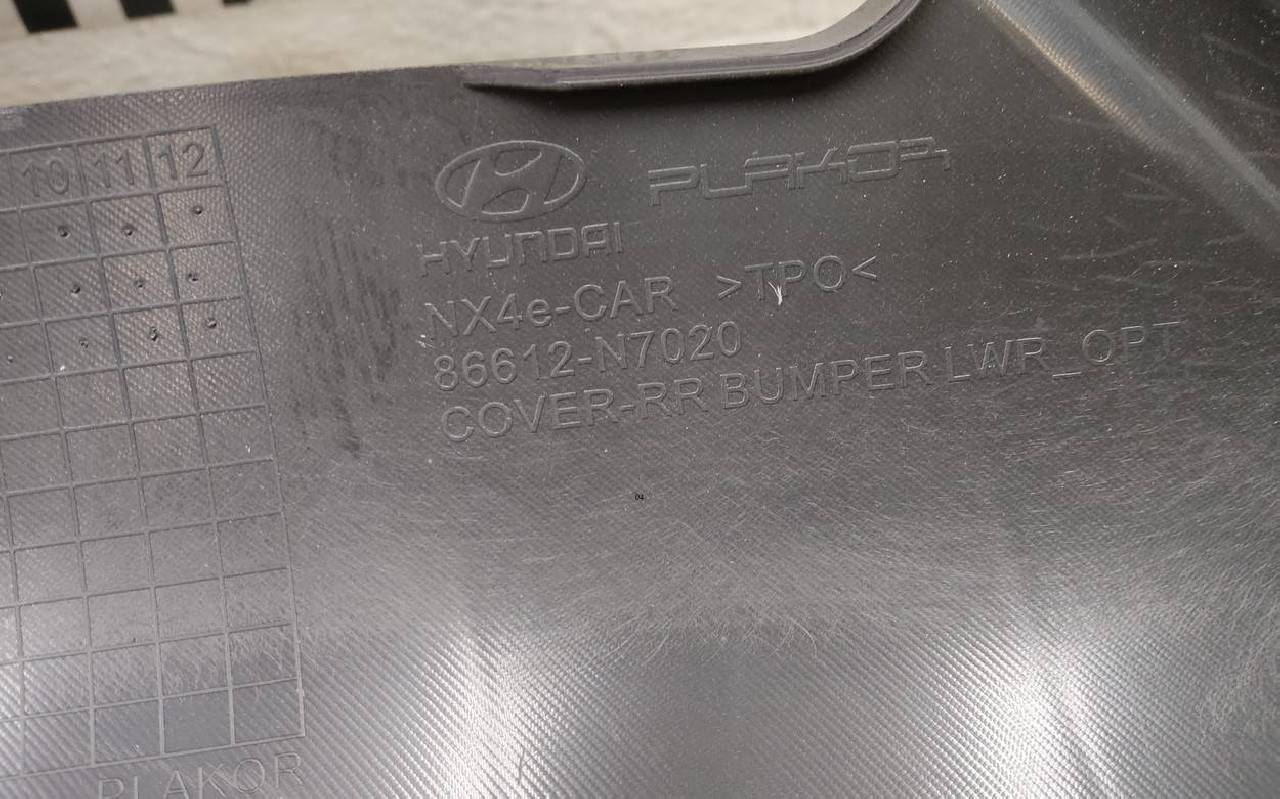 10 11 12
PLAKOR
HYUNDAI
NX4e-CAR >TPO<
86612-N7020
COVER-RR BUMPER LWR_OPT
PLAKOR